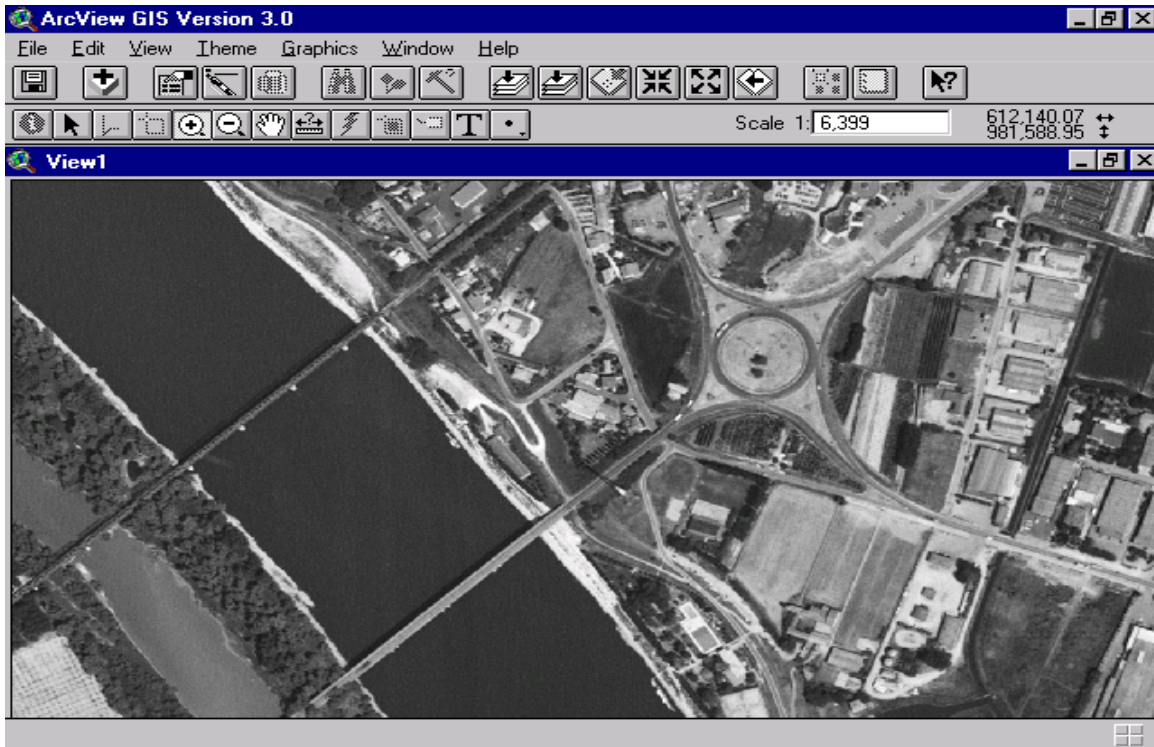 ArcView GIS Version 3.0
File Edit View Theme Graphics Window Help
T
Scale 1: 6,399 612,140.07
981,588.95
View1